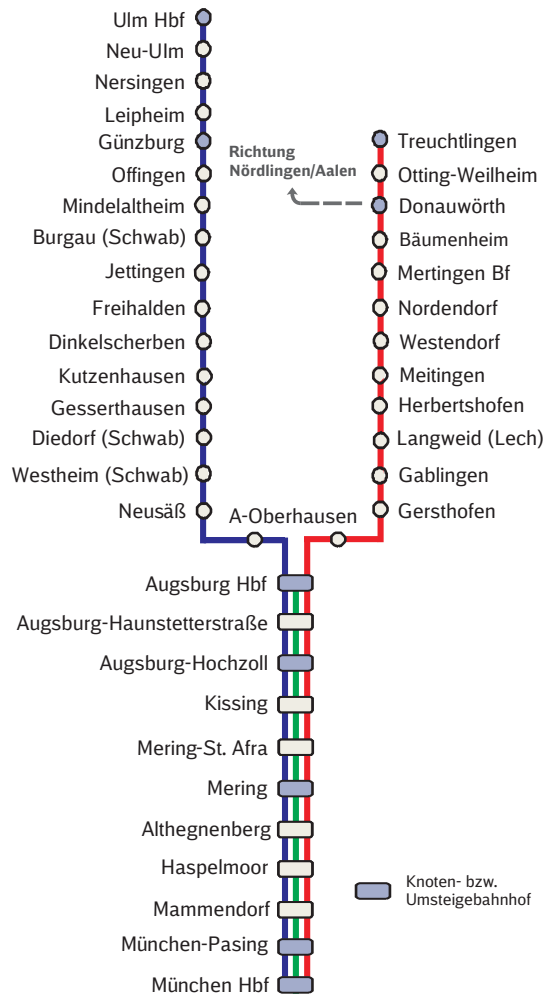 Ulm Hbf
Neu-Ulm
Nersingen
Leipheim
Günzburg
Offingen
Mindelaltheim
Burgau (Schwab)
Jettingen
Freihalden
Dinkelscherben
Kutzenhausen
Gesserthausen
Diedorf (Schwab)
Westheim (Schwab)
Neusäß
Richtung
Nördlingen/Aalen
Treuchtlingen
Otting-Weilheim
Donauwörth
Bäumenheim
Mertingen Bf
Nordendorf
Westendorf
Meitingen
Herbertshofen
Langweid (Lech)
Gablingen
Gersthofen
A-Oberhausen
Augsburg Hbf
Augsburg-Haunstetterstraße
Augsburg-Hochzoll
Kissing
Mering-St. Afra
Mering
Althegnenberg
Haspelmoor
Mammendorf
München-Pasing
München Hbf
Knoten- bzw.
Umsteigebahnhof